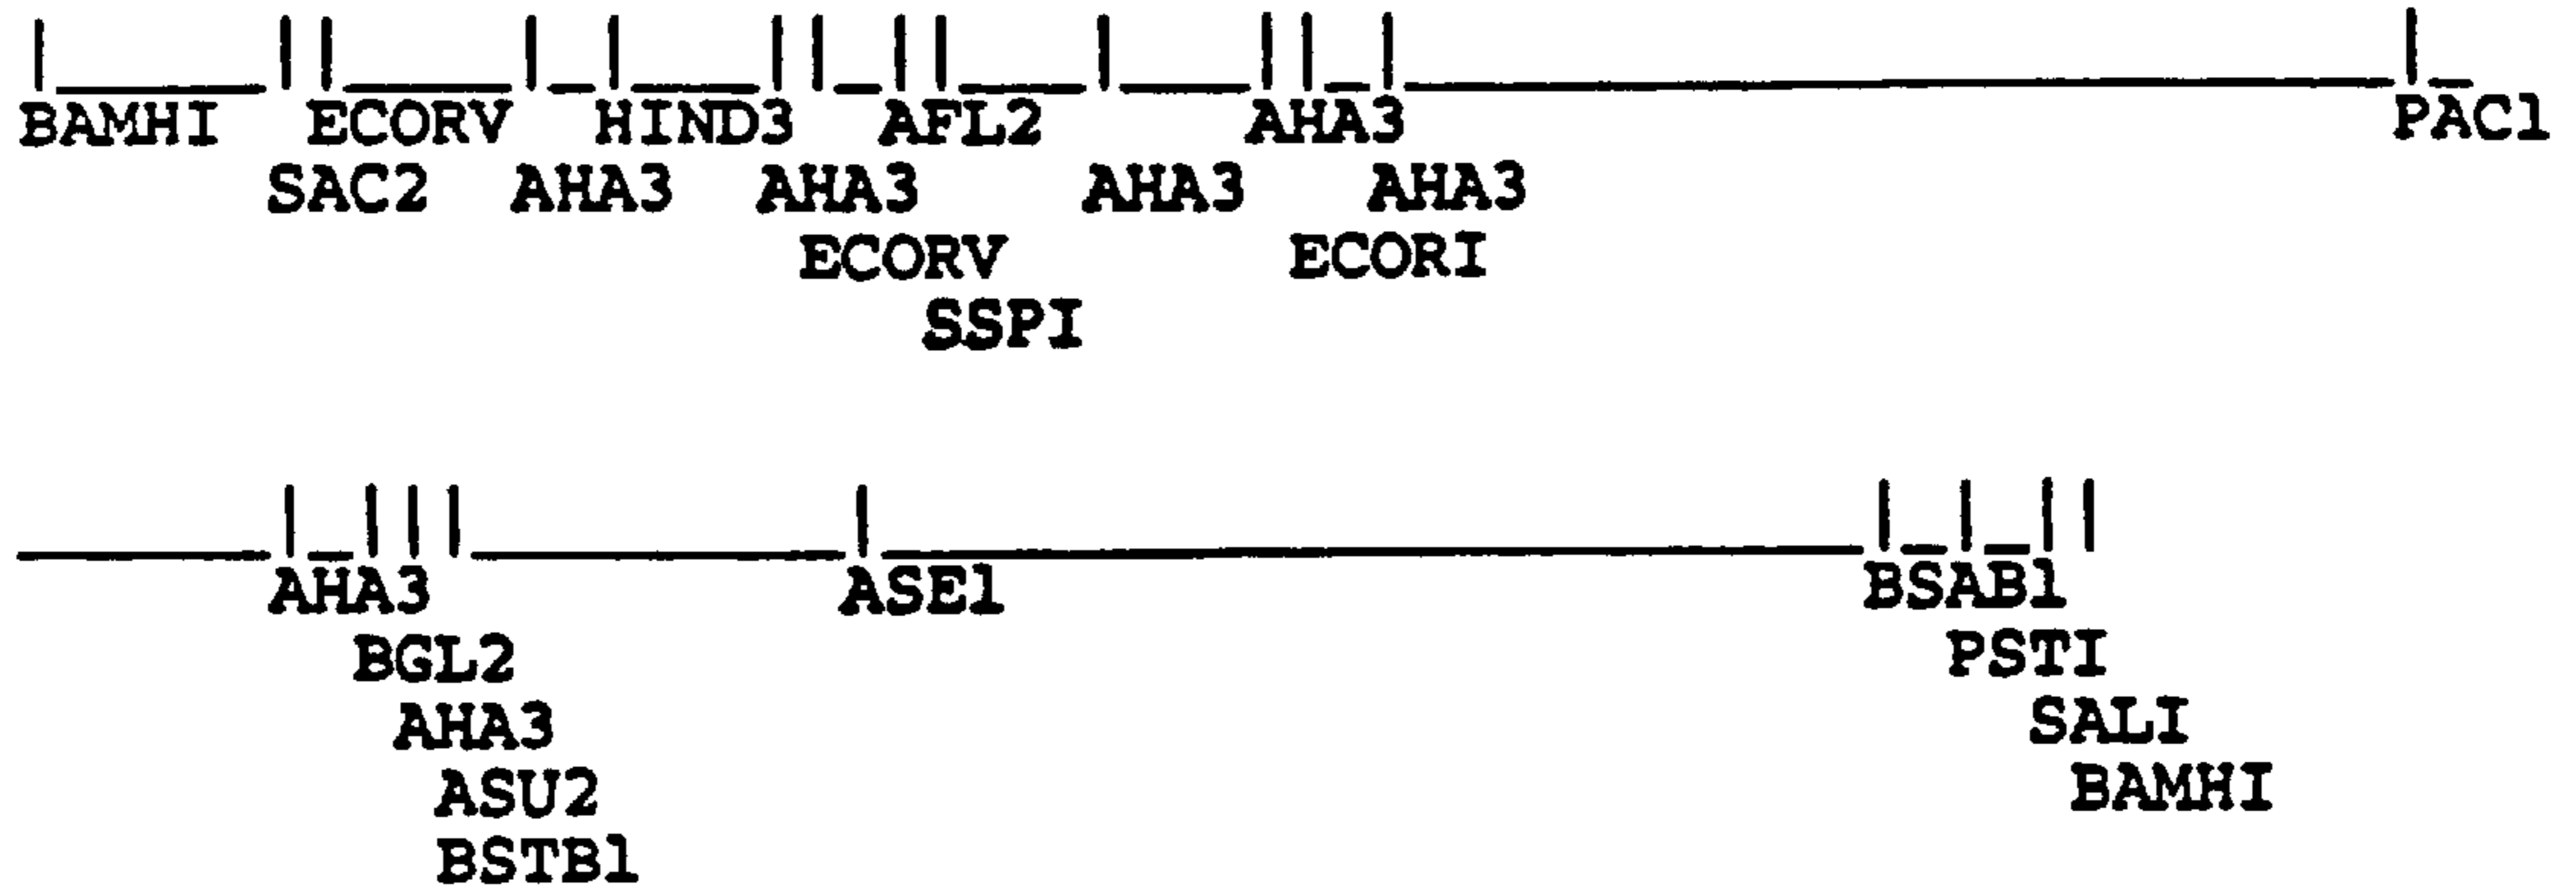 BAMHI ECORV HIND3 AFL2 AHA3 PAC1
SAC2 AHA3 AHA3 AHA3 AHA3
ECORV ECORI
SSPI
AHA3 ASE1 BSAB1
BGL2 PSTI
AHA3 SALI
ASU2 BAMHI
BSTB1